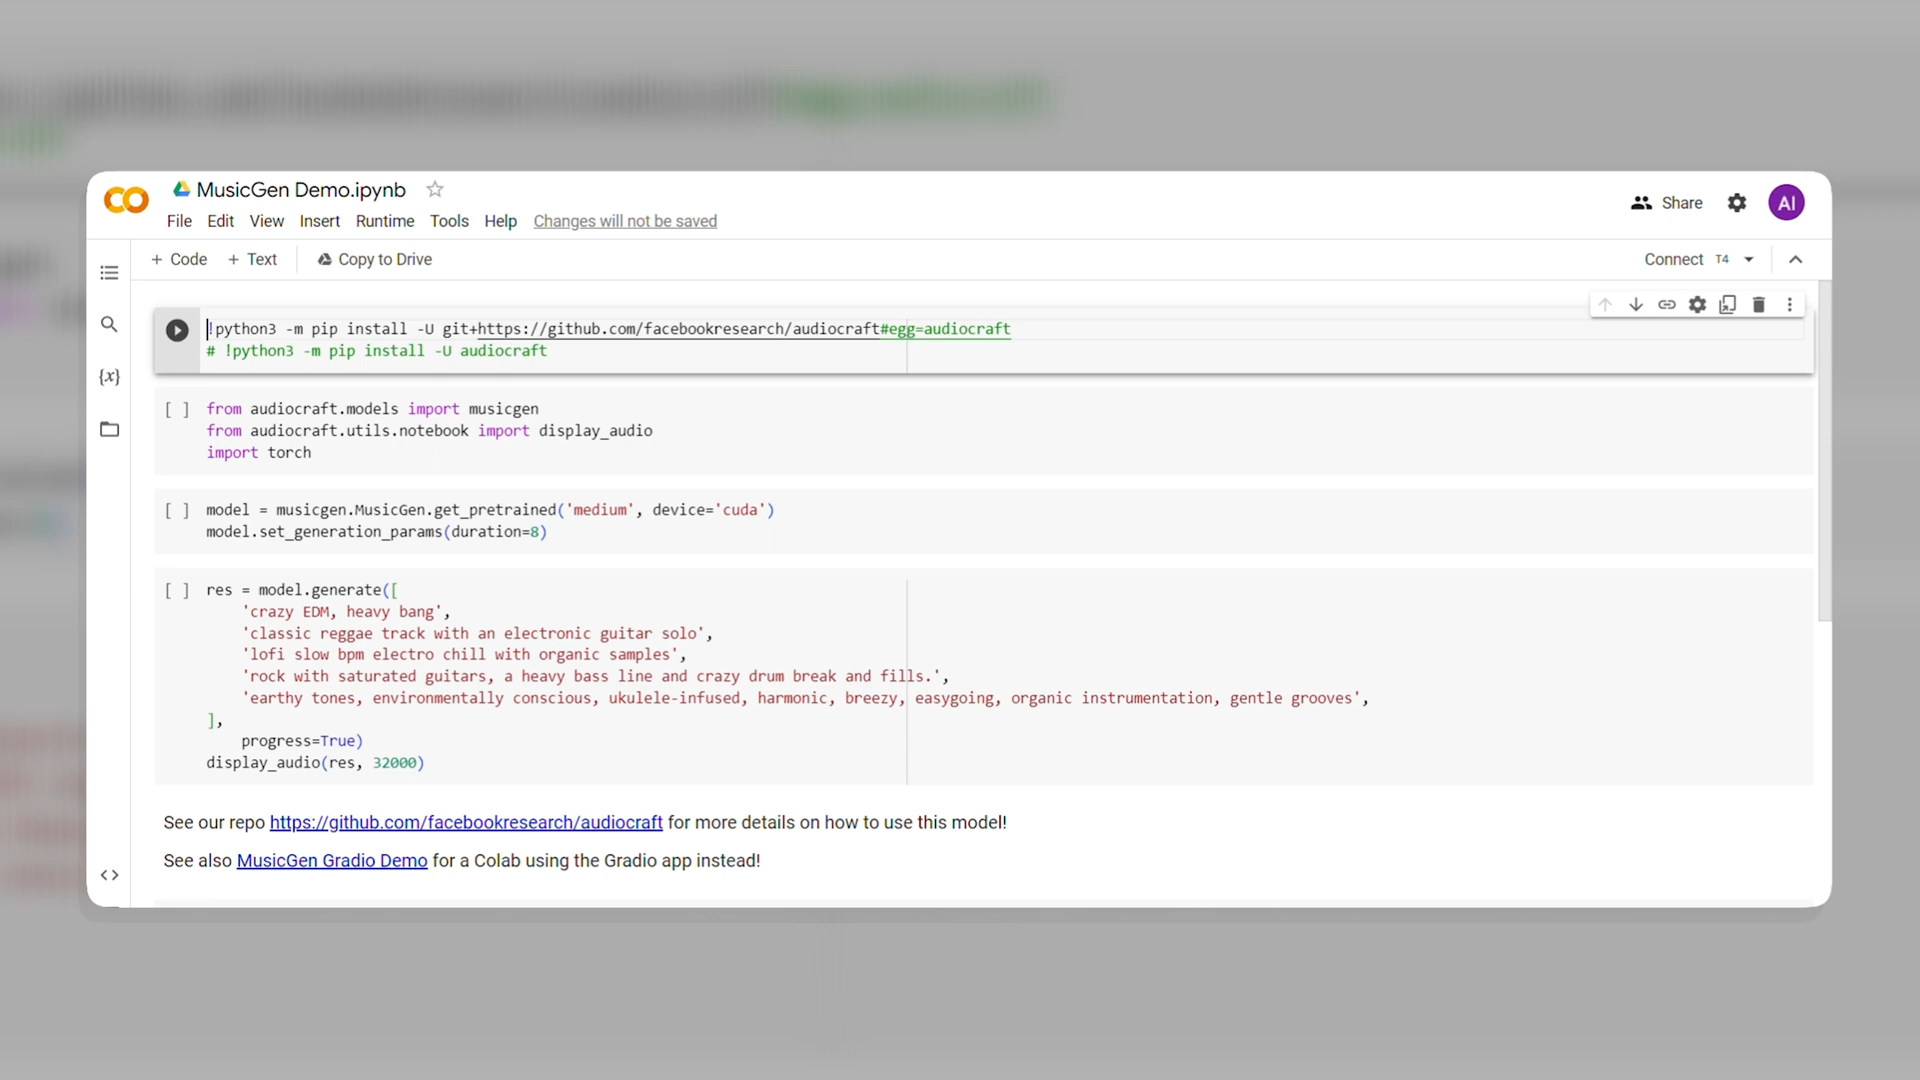 MusicGen Demo.ipynb
File Edit View Insert Runtime Tools Help Changes will not be saved
Share
AI
+ Code + Text Copy to Drive
Connect T4
!python3 -m pip install -U git+https://github.com/facebookresearch/audiocraft#egg=audiocraft
# !python3 -m pip install -U audiocraft
{x}
[ ] from audiocraft.models import musicgen
from audiocraft.utils.notebook import display_audio
import torch
[ ] model = musicgen.MusicGen.get_pretrained('medium', device='cuda')
model.set_generation_params(duration=8)
[ ] res = model.generate([
'crazy EDM, heavy bang',
'classic reggae track with an electronic guitar solo',
'lofi slow bpm electro chill with organic samples',
'rock with saturated guitars, a heavy bass line and crazy drum break and fills.',
'earthy tones, environmentally conscious, ukulele-infused, harmonic, breezy, easygoing, organic instrumentation, gentle grooves',
],
progress=True)
display_audio(res, 32000)
See our repo https://github.com/facebookresearch/audiocraft for more details on how to use this model!
See also MusicGen Gradio Demo for a Colab using the Gradio app instead!